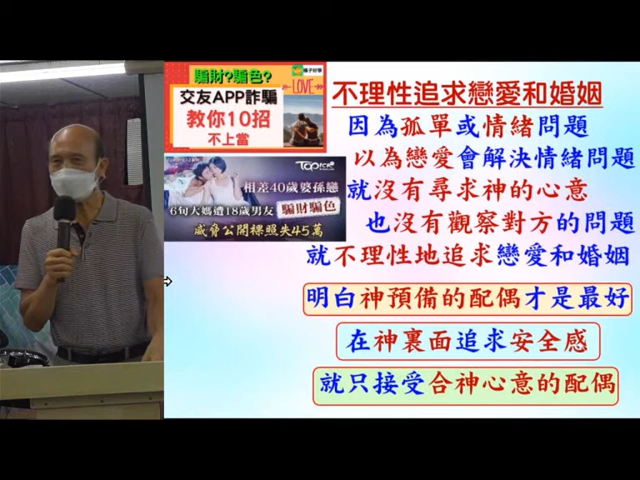 騙財?騙色?
交友APP詐騙
LOVE
教你10招
不上當
Topick
相差40歲婆孫戀
6旬大媽遭18歲男友 騙財騙色
威脅公開裸照失45萬
不理性追求戀愛和婚姻
因為孤單或情緒問題
以為戀愛會解決情緒問題
就沒有尋求神的心意
也沒有觀察對方的問題
就不理性地追求戀愛和婚姻
明白神預備的配偶才是最好
在神裏面追求安全感
就只接受合神心意的配偶